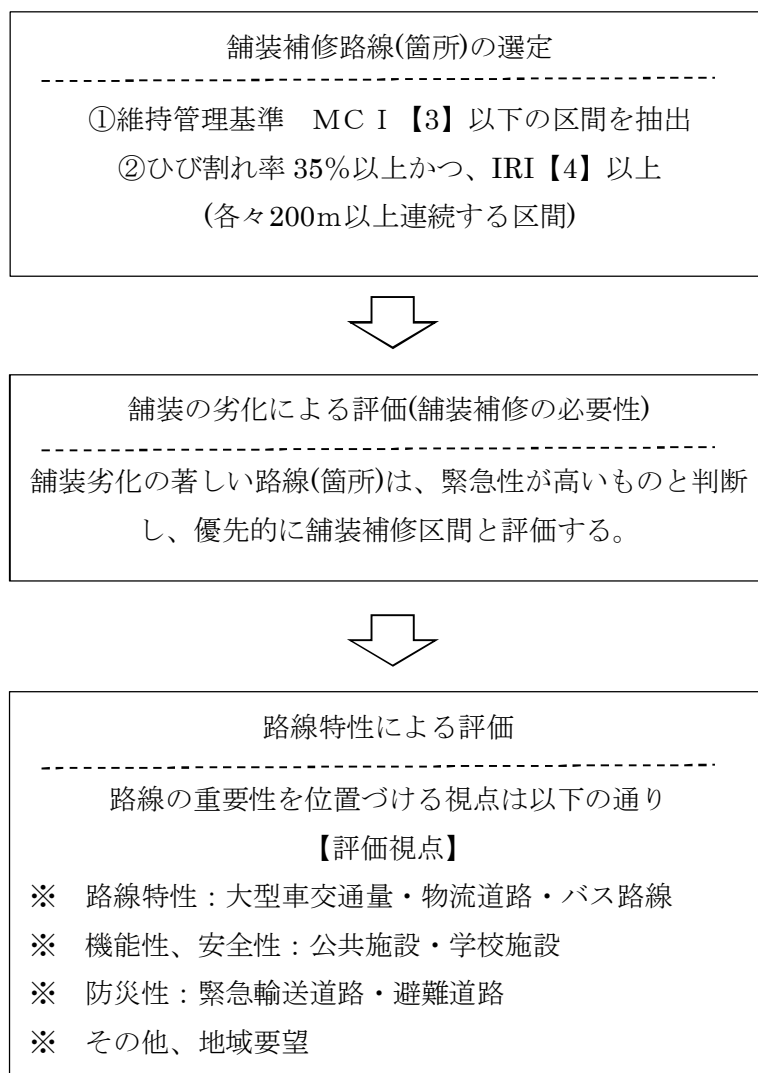 舗装補修路線(箇所)の選定
①維持管理基準　ＭＣＩ【3】以下の区間を抽出
②ひび割れ率 35%以上かつ、IRI【4】以上
(各々200ｍ以上連続する区間)
舗装の劣化による評価(舗装補修の必要性)
舗装劣化の著しい路線(箇所)は、緊急性が高いものと判断
し、優先的に舗装補修区間と評価する。
路線特性による評価
路線の重要性を位置づける視点は以下の通り
【評価視点】
※　路線特性：大型車交通量・物流道路・バス路線
※　機能性、安全性：公共施設・学校施設
※　防災性：緊急輸送道路・避難道路
※　その他、地域要望